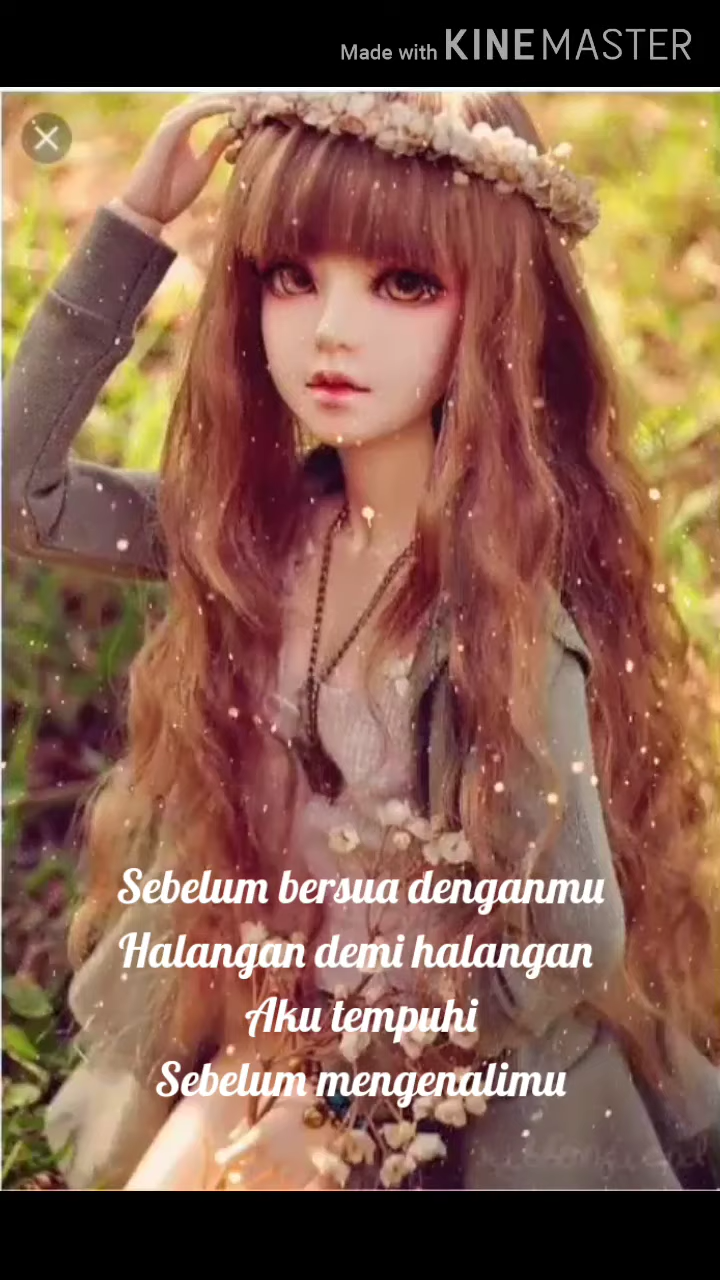 Made with KINEMASTER
Sebelum bersua denganmu
Halangan demi halangan
Aku tempuhi
Sebelum mengenalimu